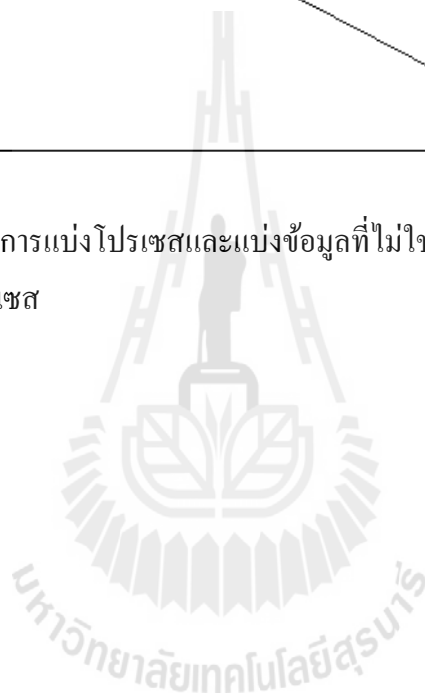 การแบ่งโปรเซสและแบ่งข้อมูลที่ไม่ใช
เซส
มหาวิทยาลัยเทคโนโลยีสุรนารี